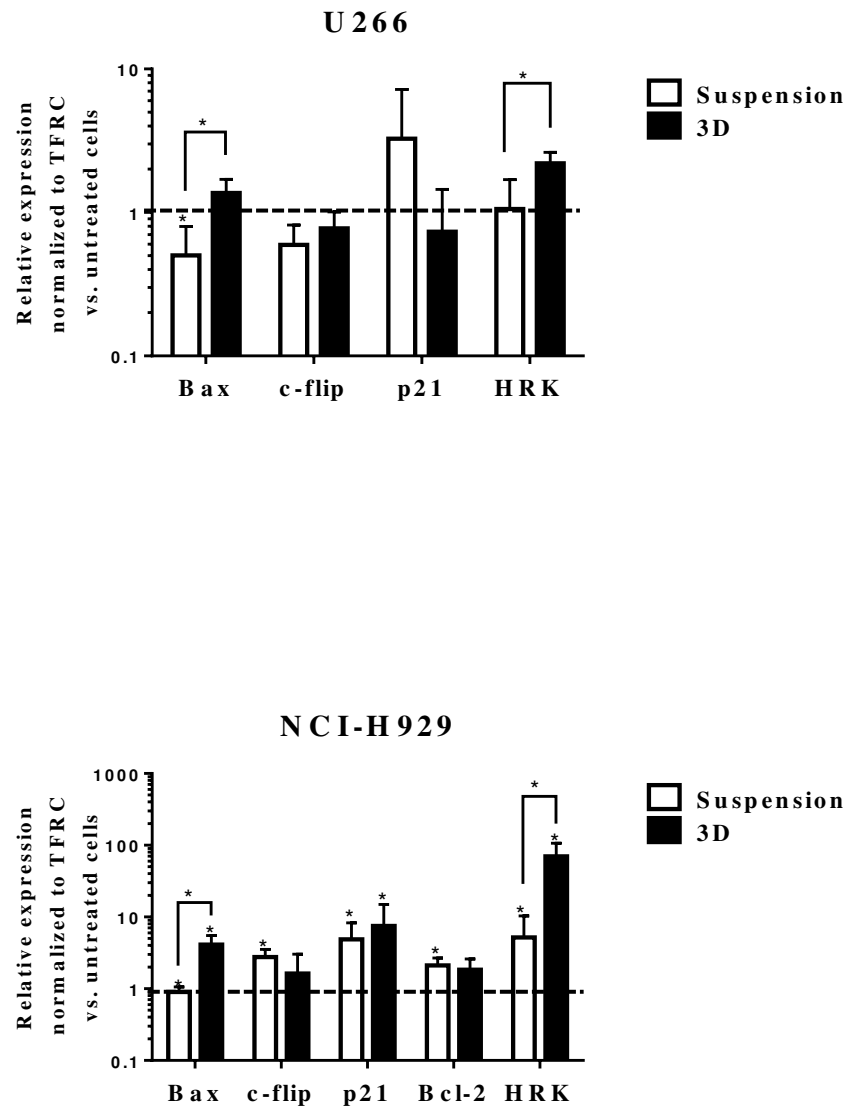 U266
Relative expression
normalized to TFRC
vs. untreated cells
10
1
0.1
*
*
*
Bax c-flip p21 HRK
Suspension
3D
NCI-H929
Relative expression
normalized to TFRC
vs. untreated cells
1000
100
10
1
0.1
*
*
*
*
*
*
*
*
*
*
Bax c-flip p21 Bcl-2 HRK
Suspension
3D